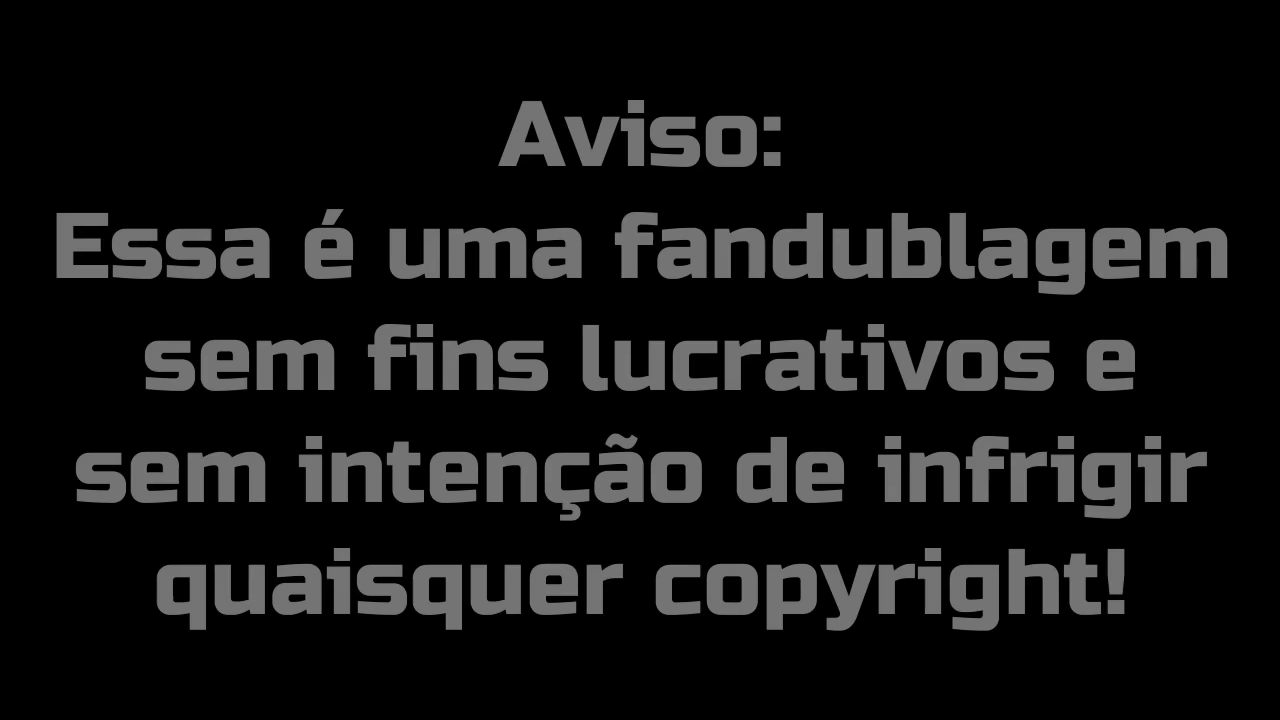 Aviso:
Essa é uma fandublagem
sem fins lucrativos e
sem intenção de infrigir
quaisquer copyright!